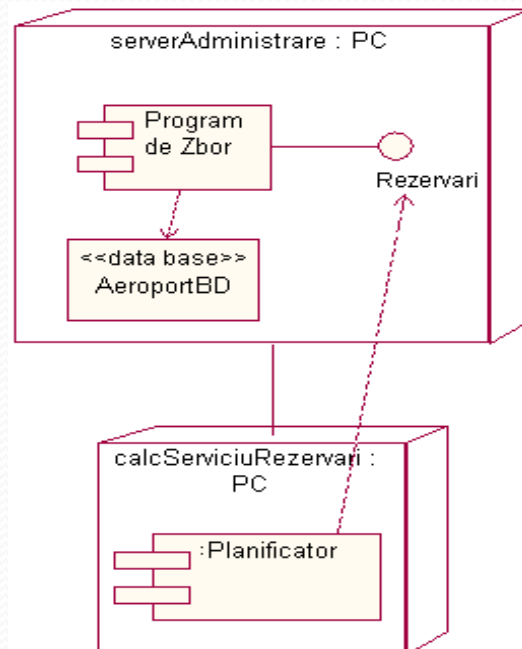 serverAdministrare : PC
Program
de Zbor
Rezervari
<<data base>>
AeroportBD
calcServiciuRezervari :
PC
:Planificator